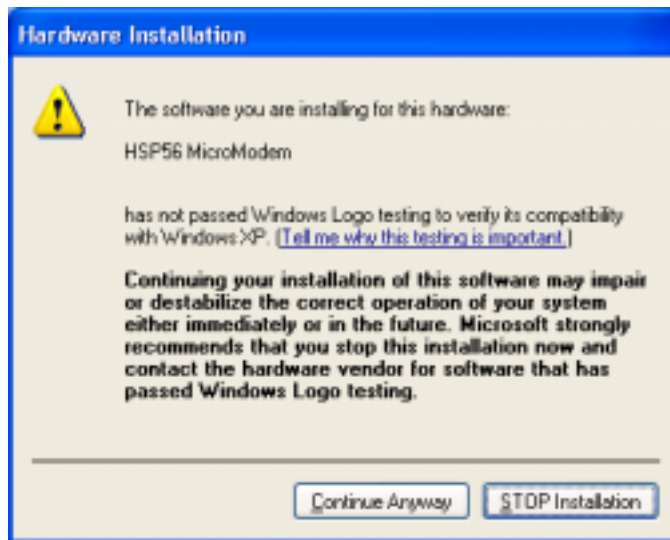 Hardware Installation
The software you are installing for this hardware:
HSP56 MicroModem
has not passed Windows Logo testing to verify its compatibility
with Windows XP. (Tell me why this testing is important.)
Continuing your installation of this software may impair
or destabilize the correct operation of your system
either immediately or in the future. Microsoft strongly
recommends that you stop this installation now and
contact the hardware vendor for software that has
passed Windows Logo testing.
Continue Anyway
STOP Installation